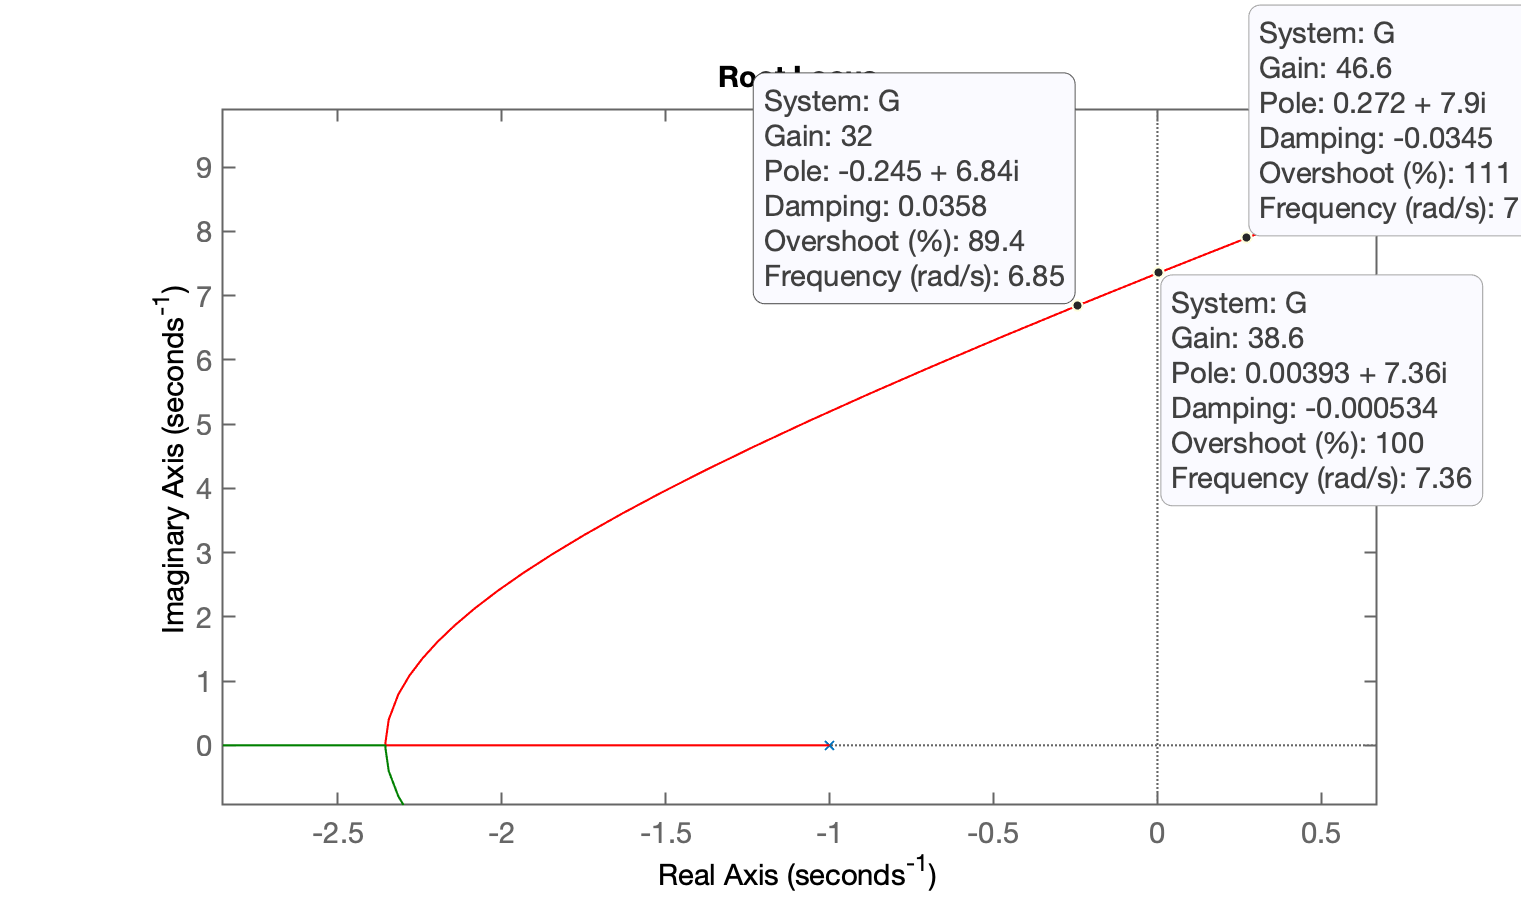 System: G
Gain: 46.6
Pole: 0.272 + 7.9i
Damping: -0.0345
Overshoot (%): 111
Frequency (rad/s): 7
System: G
Gain: 32
Pole: -0.245 + 6.84i
Damping: 0.0358
Overshoot (%): 89.4
Frequency (rad/s): 6.85
System: G
Gain: 38.6
Pole: 0.00393 + 7.36i
Damping: -0.000534
Overshoot (%): 100
Frequency (rad/s): 7.36
Imaginary Axis (seconds⁻¹)
9
8
7
6
5
4
3
2
1
0
-2.5 -2 -1.5 -1 -0.5 0 0.5
Real Axis (seconds⁻¹)